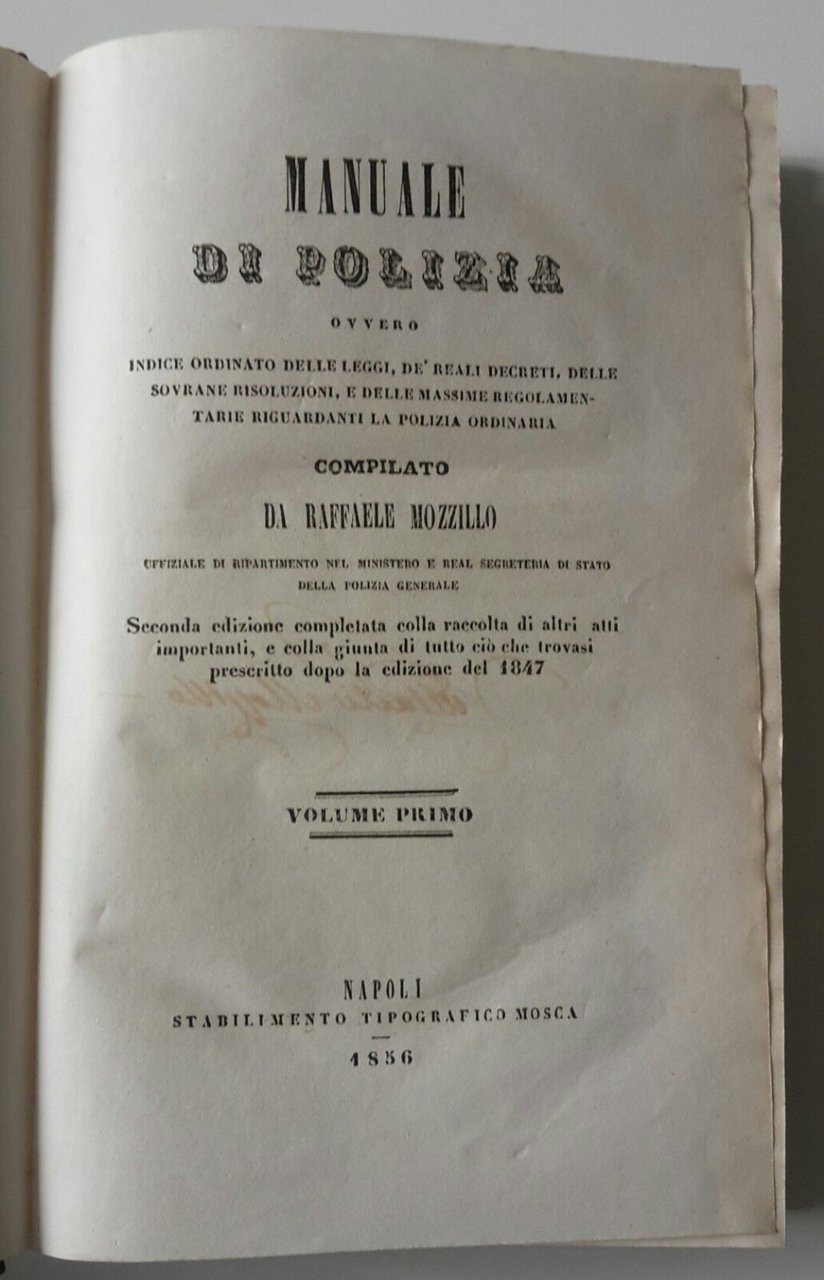 MANUALE
DI POLIZIA
OVVERO
INDICE ORDINATO DELLE LEGGI, DE' REALI DECRETI, DELLE
SOVRANE RISOLUZIONI, E DELLE MASSIME REGOLAMEN-
TARIE RIGUARDANTI LA POLIZIA ORDINARIA
COMPILATO
DA RAFFAELE MOZZILLO
UFFIZIALE DI RIPARTIMENTO NEL MINISTERO E REAL SEGRETERIA DI STATO
DELLA POLIZIA GENERALE
Seconda edizione completata colla raccolta di altri atti
importanti, e colla giunta di tutto ciò che trovasi
prescritto dopo la edizione del 1847
VOLUME PRIMO
NAPOLI
STABILIMENTO TIPOGRAFICO MOSCA
1856